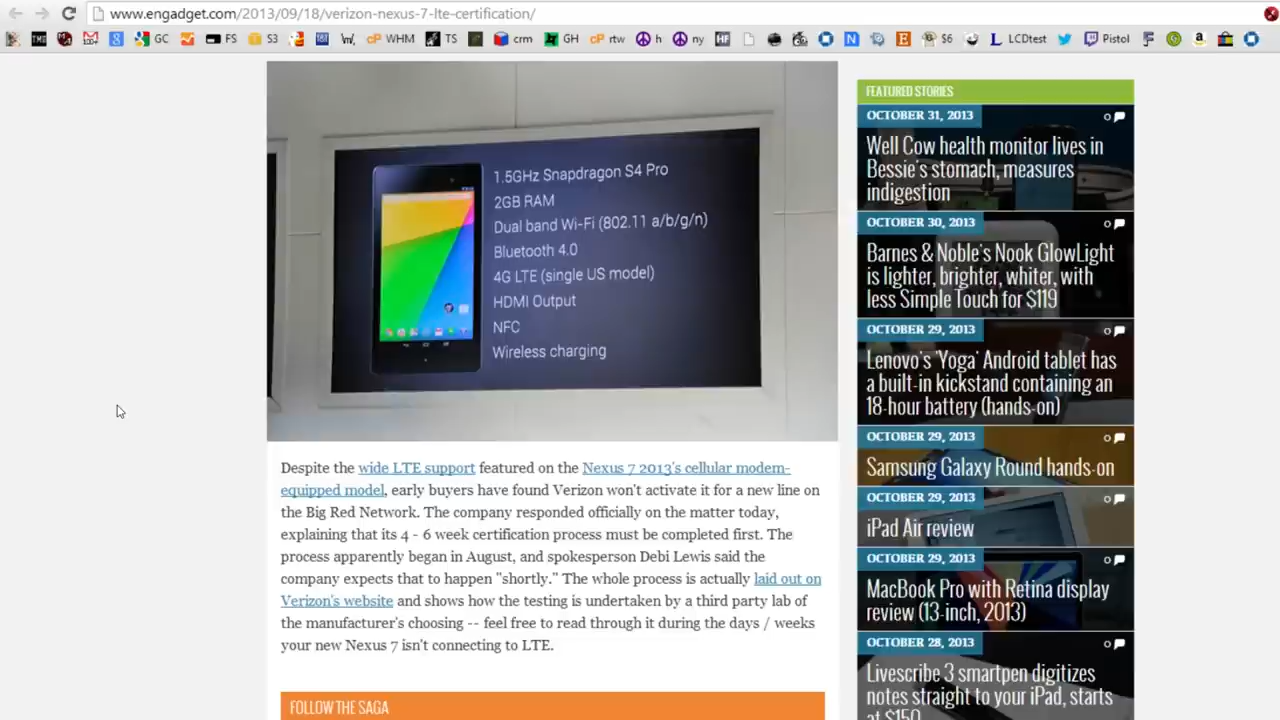 www.engadget.com/2013/09/18/verizon-nexus-7-lte-certification/
GC FS S3 WHM TS crm GH rtw h ny $6 LCDtest Pistol
1.5GHz Snapdragon S4 Pro
2GB RAM
Dual band Wi-Fi (802.11 a/b/g/n)
Bluetooth 4.0
4G LTE (single US model)
HDMI Output
NFC
Wireless charging
Despite the wide LTE support featured on the Nexus 7 2013's cellular modem-
equipped model, early buyers have found Verizon won't activate it for a new line on
the Big Red Network. The company responded officially on the matter today,
explaining that its 4 - 6 week certification process must be completed first. The
process apparently began in August, and spokesperson Debi Lewis said the
company expects that to happen "shortly." The whole process is actually laid out on
Verizon's website and shows how the testing is undertaken by a third party lab of
the manufacturer's choosing -- feel free to read through it during the days / weeks
your new Nexus 7 isn't connecting to LTE.
FOLLOW THE SAGA
FEATURED STORIES
OCTOBER 31, 2013 0
Well Cow health monitor lives in
Bessie's stomach, measures
indigestion
OCTOBER 30, 2013 0
Barnes & Noble's Nook GlowLight
is lighter, brighter, whiter, with
less Simple Touch for $119
OCTOBER 29, 2013 0
Lenovo's 'Yoga' Android tablet has
a built-in kickstand containing an
18-hour battery (hands-on)
OCTOBER 29, 2013 0
Samsung Galaxy Round hands-on
OCTOBER 29, 2013 0
iPad Air review
OCTOBER 29, 2013 0
MacBook Pro with Retina display
review (13-inch, 2013)
OCTOBER 28, 2013 0
Livescribe 3 smartpen digitizes
notes straight to your iPad, starts
at $150